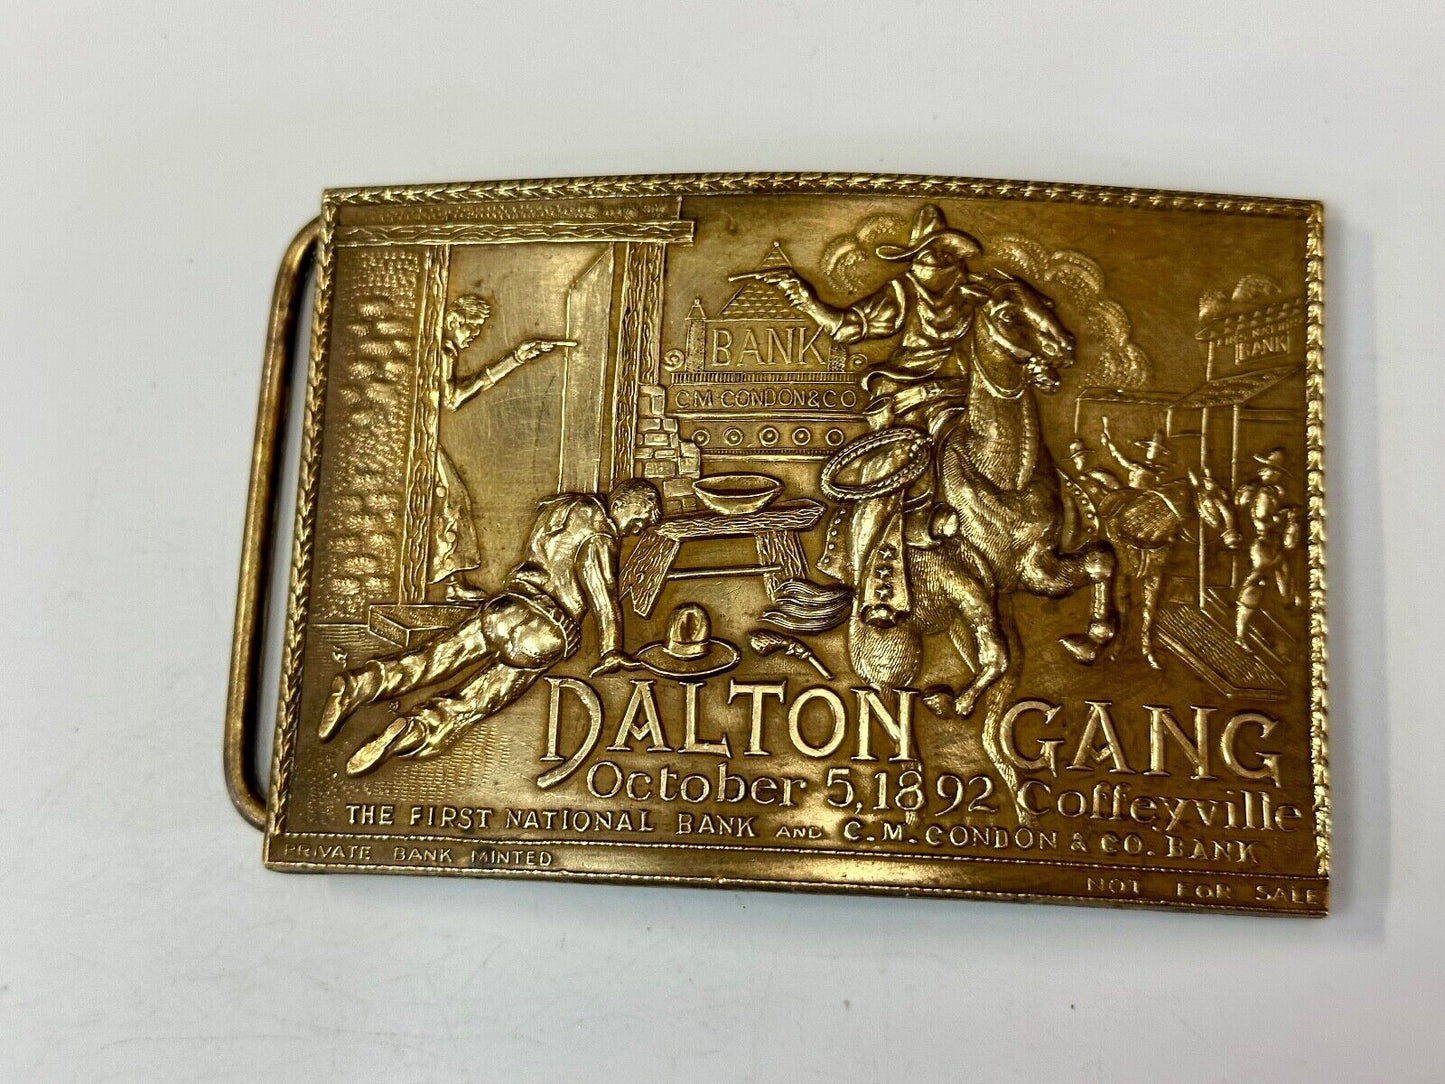 BANK
C.M. CONDON & CO
BANK
DALTON GANG
October 5, 1892 Coffeyville
THE FIRST NATIONAL BANK AND C.M. CONDON & CO. BANK
PRIVATE BANK MINTED
NOT FOR SALE